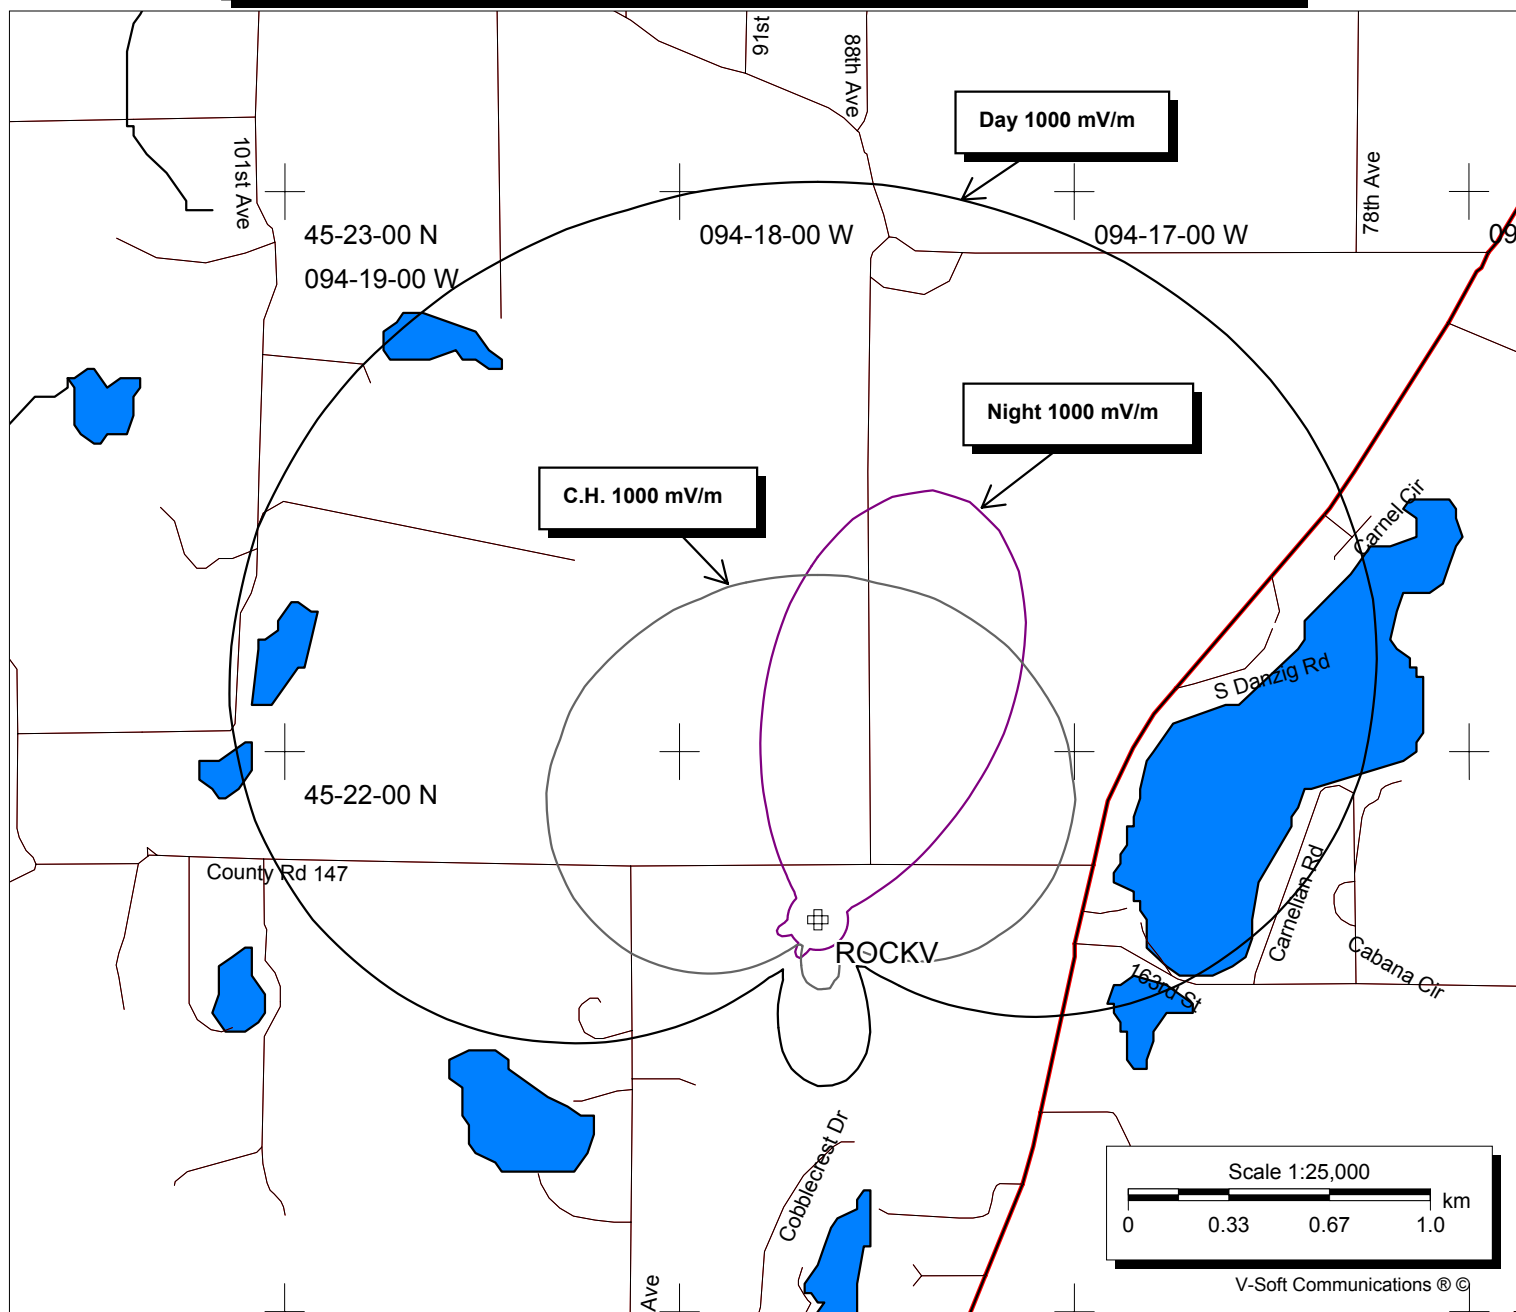 91st
88th Ave
Day 1000 mV/m
101st Ave
78th Ave
45-23-00 N
094-18-00 W
094-17-00 W
09
094-19-00 W
Night 1000 mV/m
C.H. 1000 mV/m
Carnel Cir
S Danzig Rd
45-22-00 N
County Rd 147
Carnelian Rd
ROCKV
Cabana Cir
163rd St
Cobblecrest Dr
Scale 1:25,000
km
0 0.33 0.67 1.0
Ave
V-Soft Communications ® ©